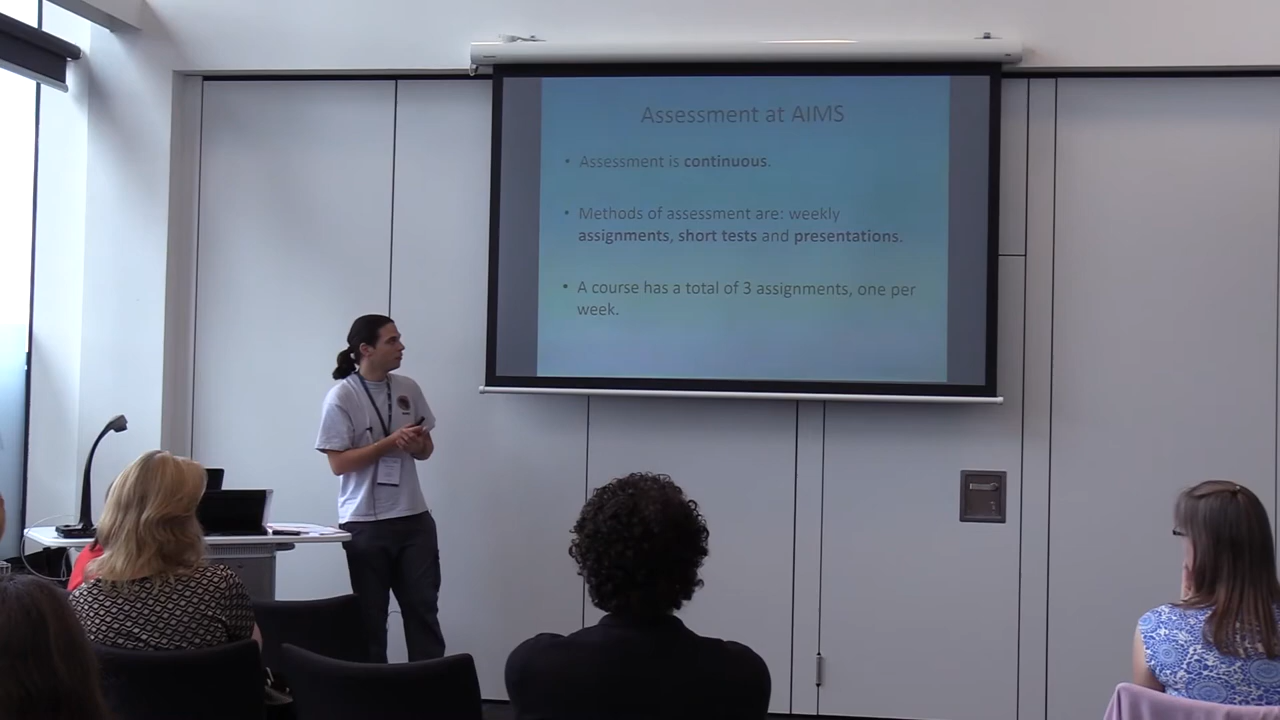 Assessment at AIMS
• Assessment is continuous.
• Methods of assessment are: weekly
assignments, short tests and presentations.
• A course has a total of 3 assignments, one per
week.